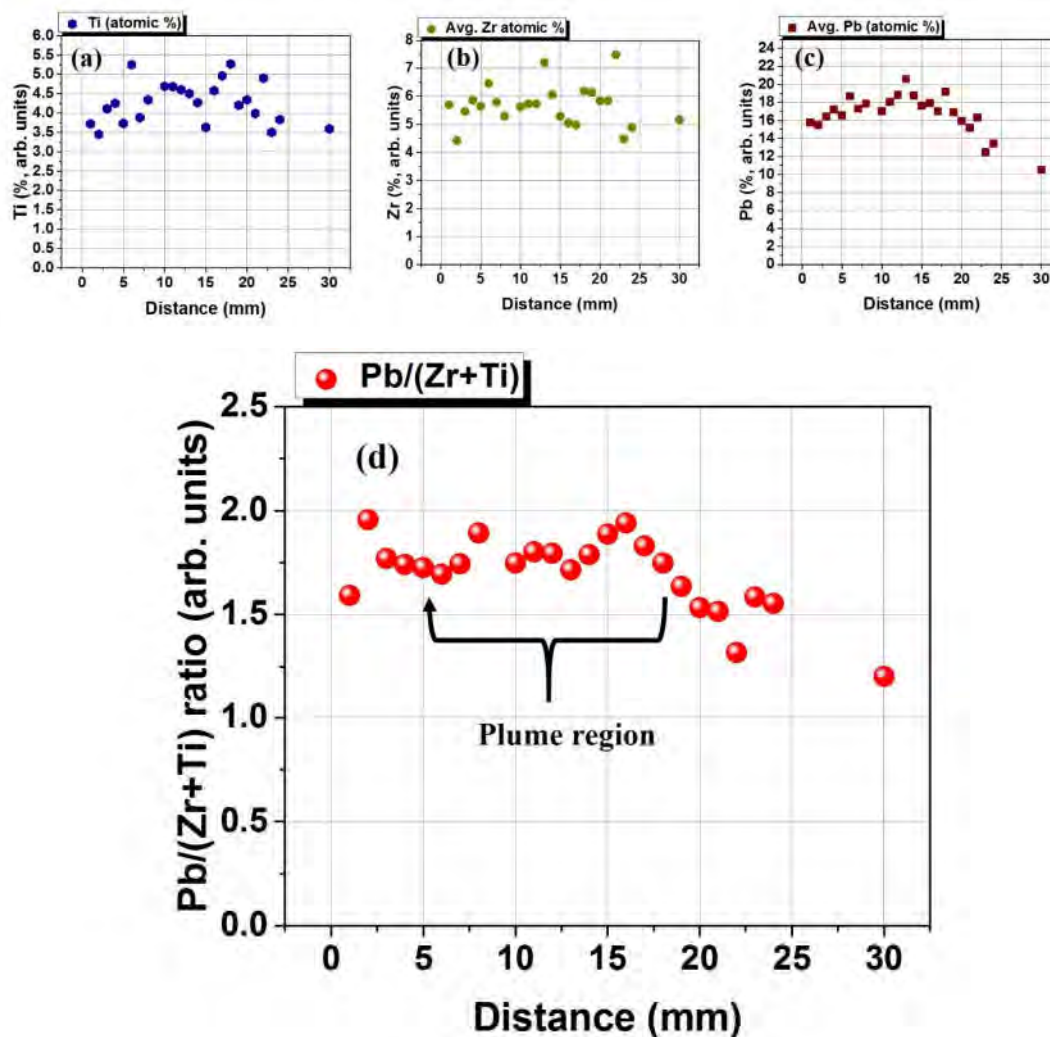 Ti (atomic %)
(a)
Ti (%, arb. units)
6.0
5.5
5.0
4.5
4.0
3.5
3.0
2.5
2.0
1.5
1.0
0.5
0.0
0 5 10 15 20 25 30
Distance (mm)
Avg. Zr atomic %
(b)
Zr (%, arb. units)
8
7
6
5
4
3
2
1
0
0 5 10 15 20 25 30
Distance (mm)
Avg. Pb (atomic %)
(c)
Pb (%, arb. units)
24
22
20
18
16
14
12
10
8
6
4
2
0
0 5 10 15 20 25 30
Distance (mm)
Pb/(Zr+Ti)
(d)
Pb/(Zr+Ti) ratio (arb. units)
2.5
2.0
1.5
1.0
0.5
0.0
Plume region
0 5 10 15 20 25 30
Distance (mm)